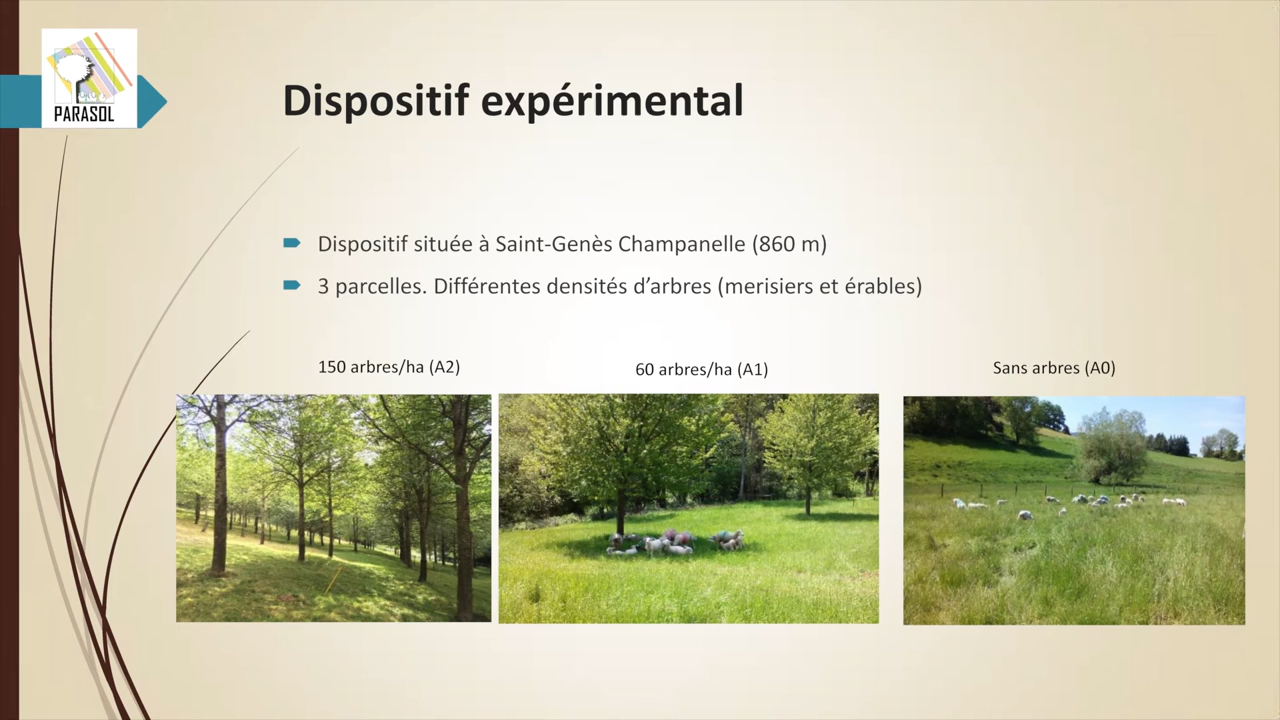 PARASOL
Dispositif expérimental
Dispositif située à Saint-Genès Champanelle (860 m)
3 parcelles. Différentes densités d’arbres (merisiers et érables)
150 arbres/ha (A2)
60 arbres/ha (A1)
Sans arbres (A0)